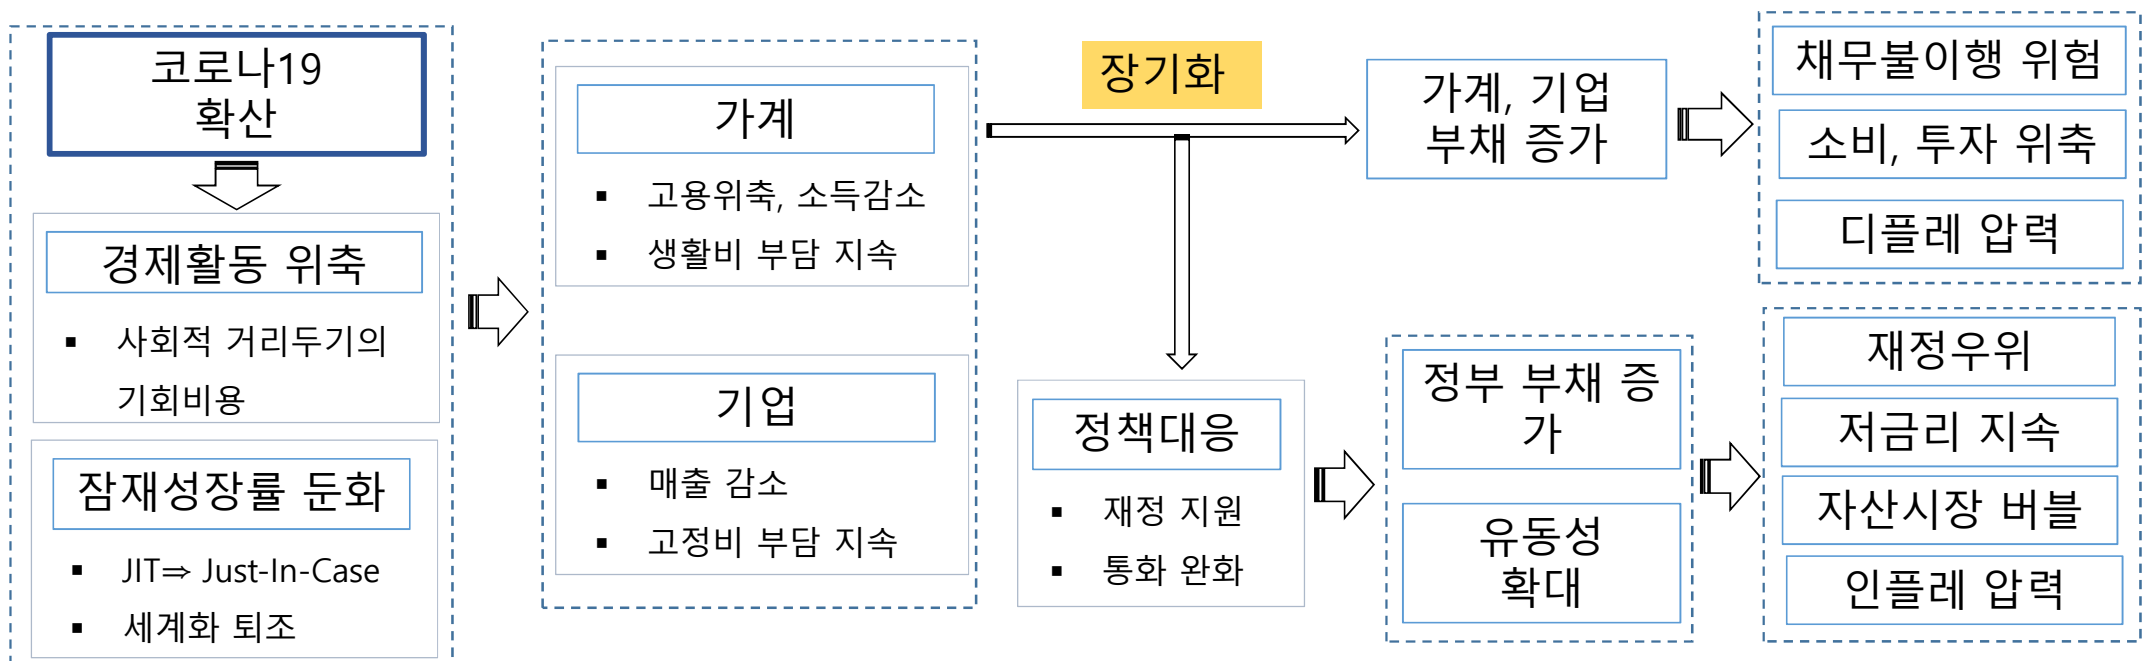 코로나19
확산
경제활동 위축
▪ 사회적 거리두기의
기회비용
잠재성장률 둔화
▪ JIT⇒ Just-In-Case
▪ 세계화 퇴조
가계
▪ 고용위축, 소득감소
▪ 생활비 부담 지속
기업
▪ 매출 감소
▪ 고정비 부담 지속
장기화
가계, 기업
부채 증가
채무불이행 위험
소비, 투자 위축
디플레 압력
정책대응
▪ 재정 지원
▪ 통화 완화
정부 부채 증
가
유동성
확대
재정우위
저금리 지속
자산시장 버블
인플레 압력